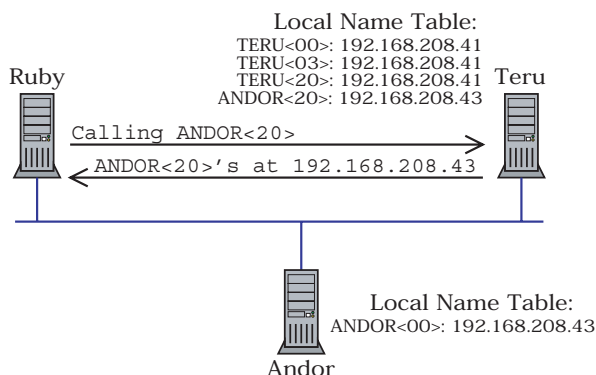 Local Name Table:
TERU<00>: 192.168.208.41
TERU<03>: 192.168.208.41
TERU<20>: 192.168.208.41
ANDOR<20>: 192.168.208.43
Ruby
Teru
Calling ANDOR<20>
ANDOR<20>'s at 192.168.208.43
Local Name Table:
ANDOR<00>: 192.168.208.43
Andor